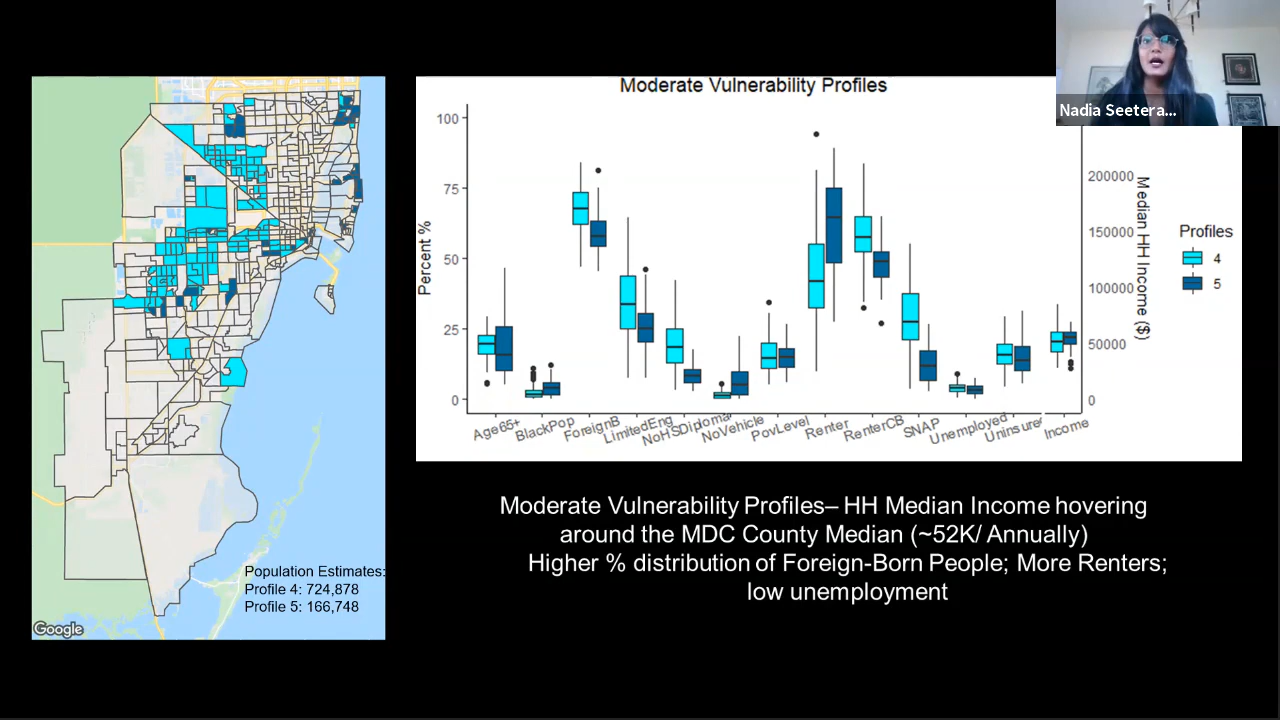 Moderate Vulnerability Profiles
Nadia Seetera...
100
75
50
25
0
Percent %
200000
150000
100000
50000
0
Median HH Income ($)
Profiles
4
5
Age65+
BlackPop
ForeignB
LimitedEng
NoHSDiploma
NoVehicle
PovLevel
Renter
RenterCB
SNAP
Unemployed
Uninsure
Income
Population Estimates:
Profile 4: 724,878
Profile 5: 166,748
Google
Moderate Vulnerability Profiles– HH Median Income hovering
around the MDC County Median (~52K/ Annually)
Higher % distribution of Foreign-Born People; More Renters;
low unemployment